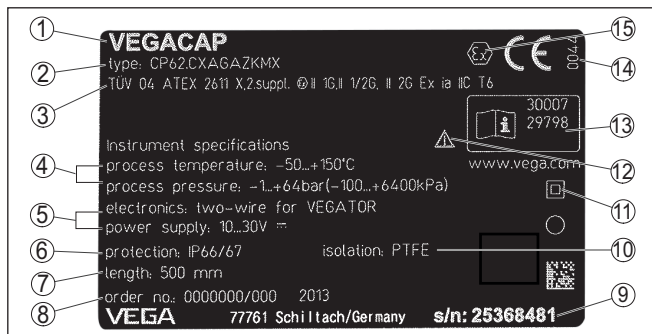 VEGACAP
type: CP62.CXAGAZKMX
TÜV 04 ATEX 2611 X,2.suppl. Ex II 1G,II 1/2G, II 2G Ex ia IIC T6
Ex
CE
0044
30007
29798
i
www.vega.com
Instrument specifications
process temperature: -50...+150°C
process pressure: -1...+64bar(-100...+6400kPa)
electronics: two-wire for VEGATOR
power supply: 10...30V
protection: IP66/67 isolation: PTFE
length: 500 mm
order no.: 0000000/000 2013
VEGA 77761 Schiltach/Germany s/n: 25368481
1
2
3
4
5
6
7
8
9
10
11
12
13
14
15